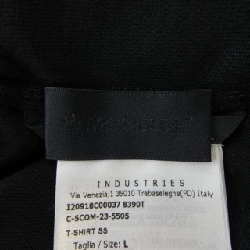 INDUSTRIES
Via Venezia,1 35010 Trebaseleghe(PD) Italy
I20918C00037 8390T
C-SCOM-23-5505
T-SHIRT SS
Taglia / Size: L